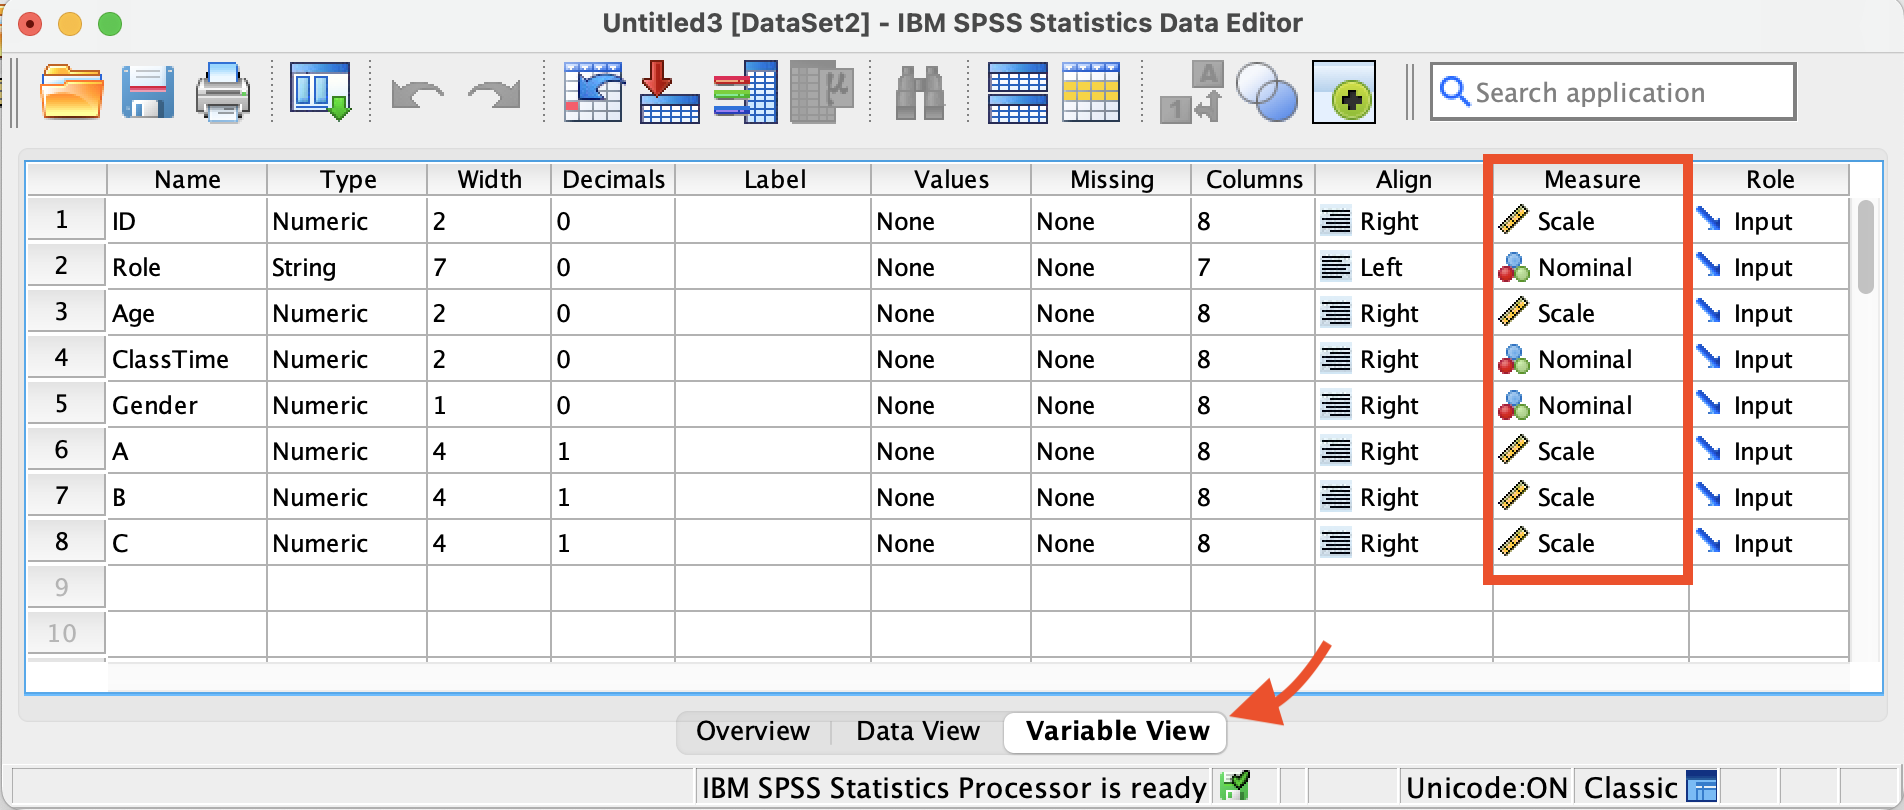 Untitled3 [DataSet2] - IBM SPSS Statistics Data Editor
A
1
µ
Search application
Name Type Width Decimals Label Values Missing Columns Align Measure Role
1 ID Numeric 2 0 None None 8 Right Scale Input
2 Role String 7 0 None None 7 Left Nominal Input
3 Age Numeric 2 0 None None 8 Right Scale Input
4 ClassTime Numeric 2 0 None None 8 Right Nominal Input
5 Gender Numeric 1 0 None None 8 Right Nominal Input
6 A Numeric 4 1 None None 8 Right Scale Input
7 B Numeric 4 1 None None 8 Right Scale Input
8 C Numeric 4 1 None None 8 Right Scale Input
9
10
Overview Data View Variable View
IBM SPSS Statistics Processor is ready Unicode:ON Classic